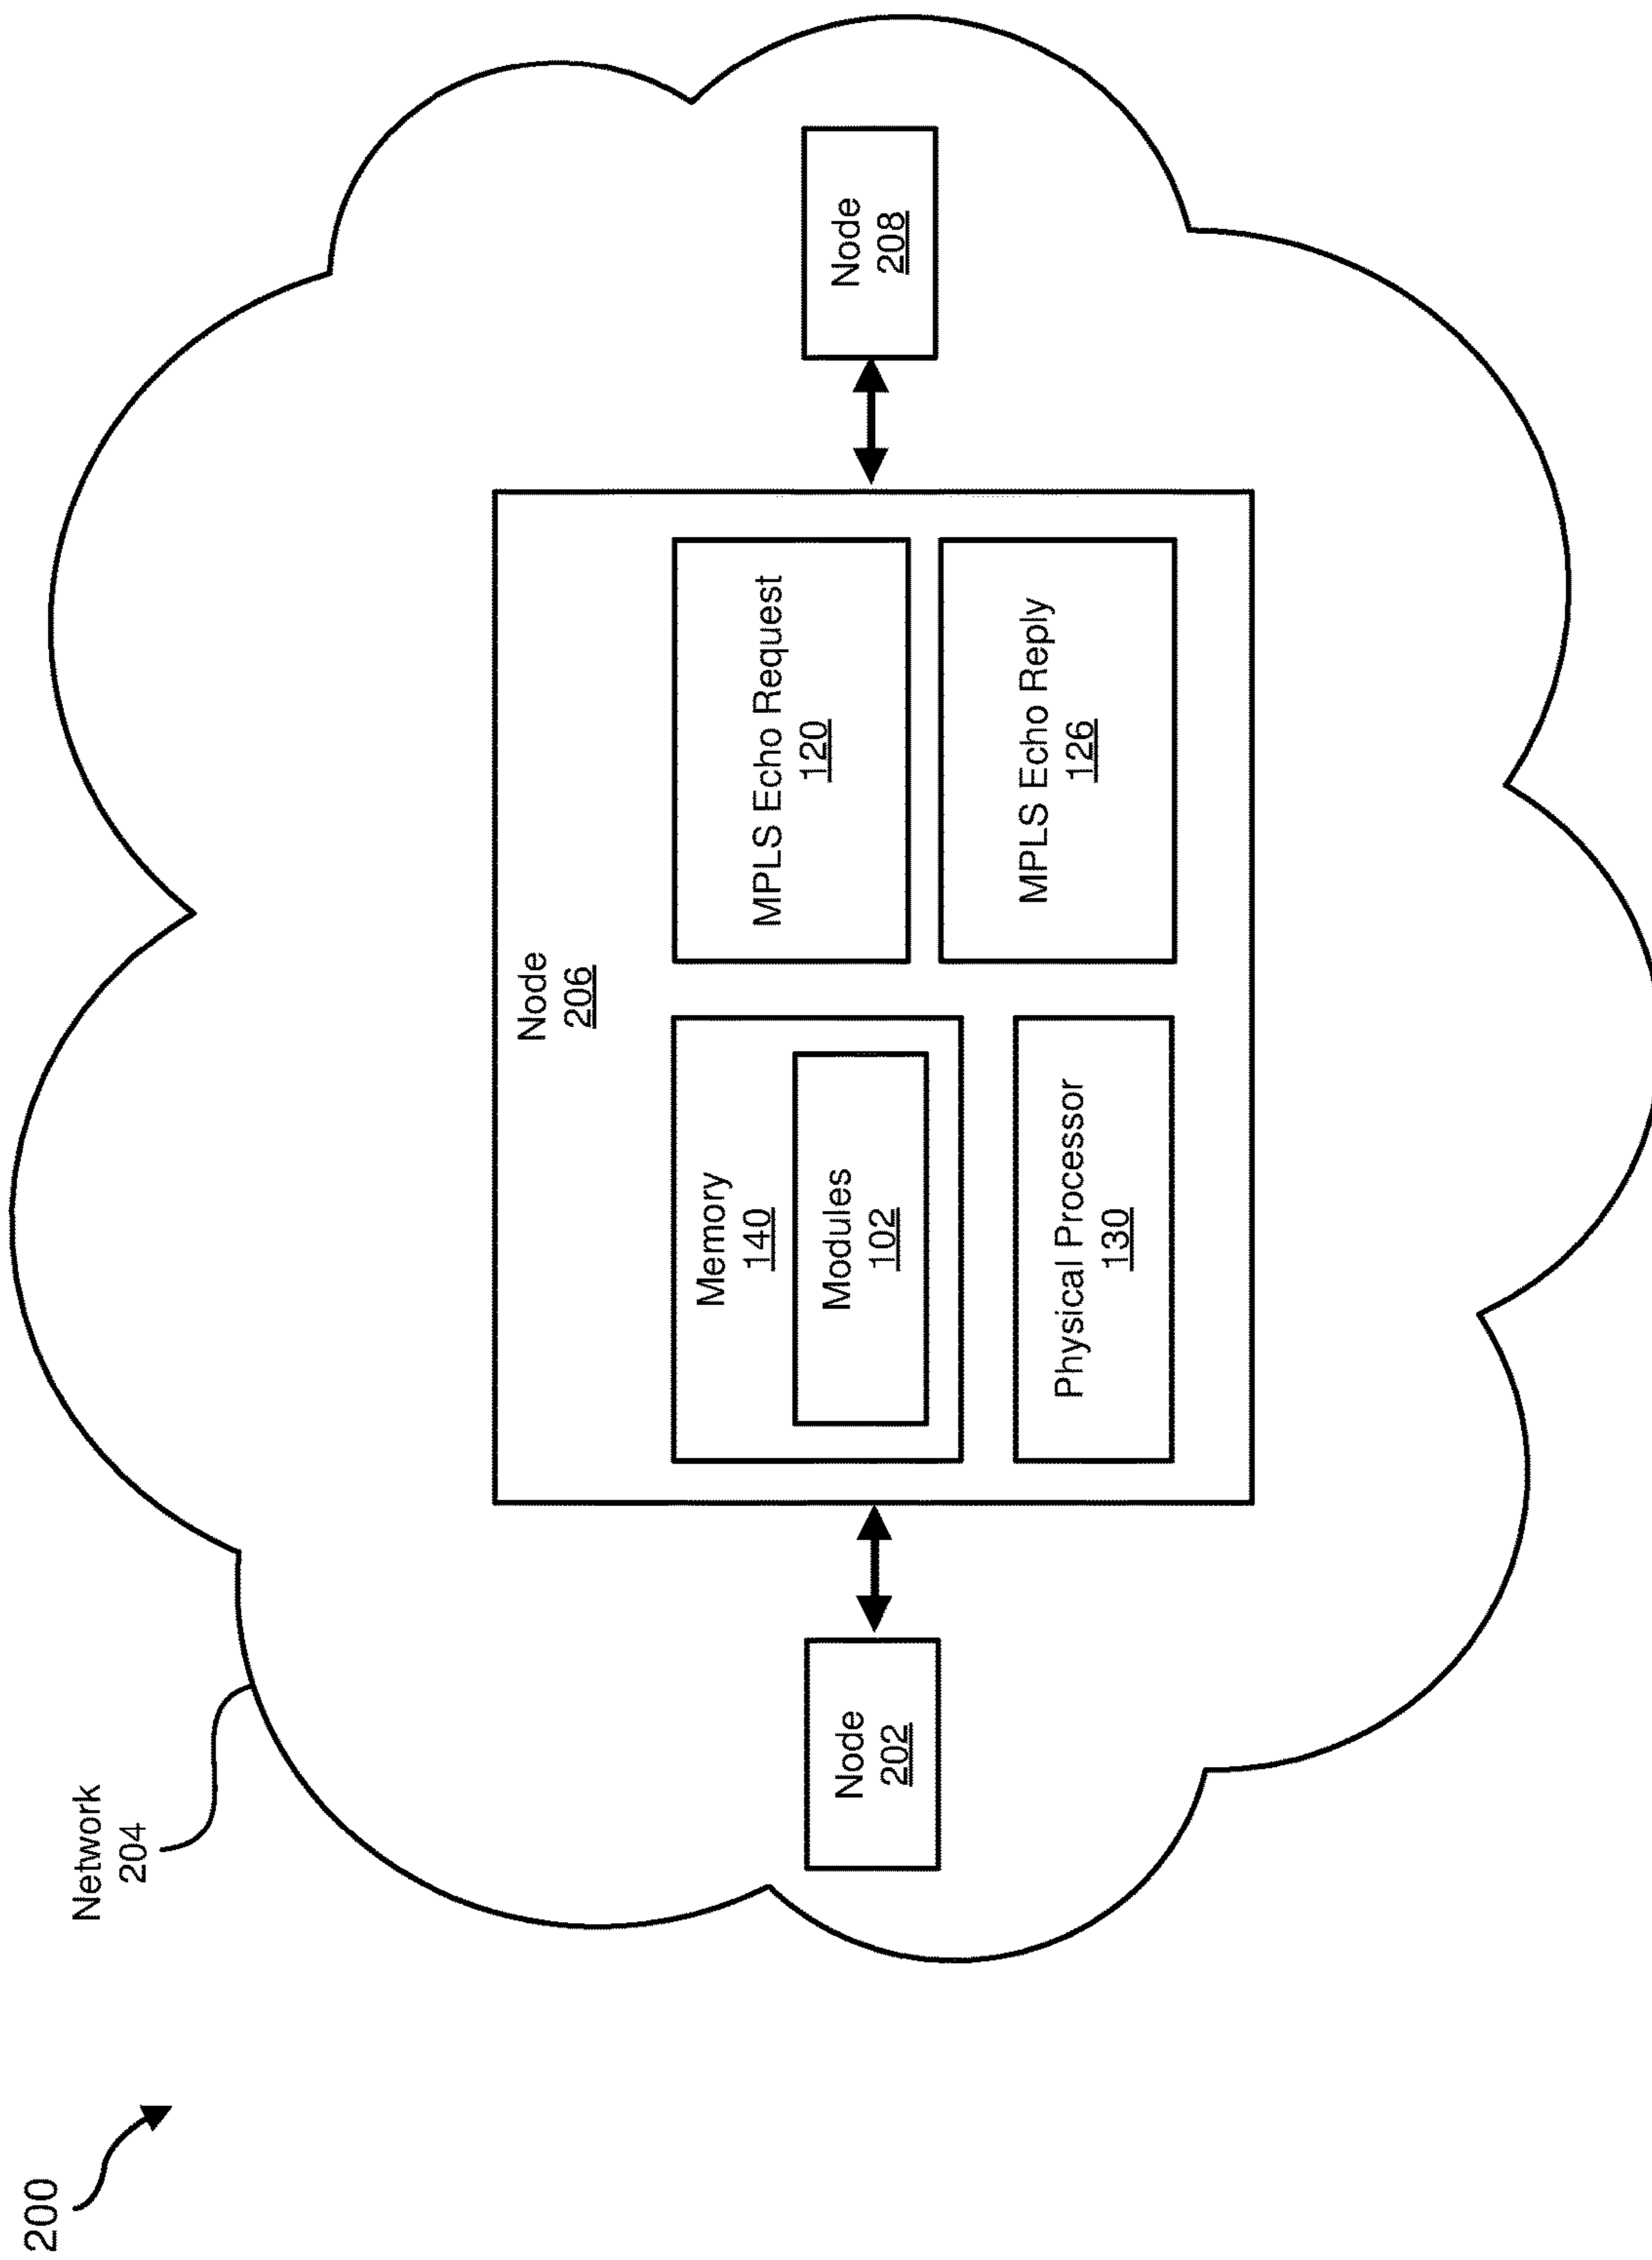 200
Network
204
Node
206
Node
202
Memory
140
Modules
102
Physical Processor
130
MPLS Echo Request
120
MPLS Echo Reply
126
Node
208